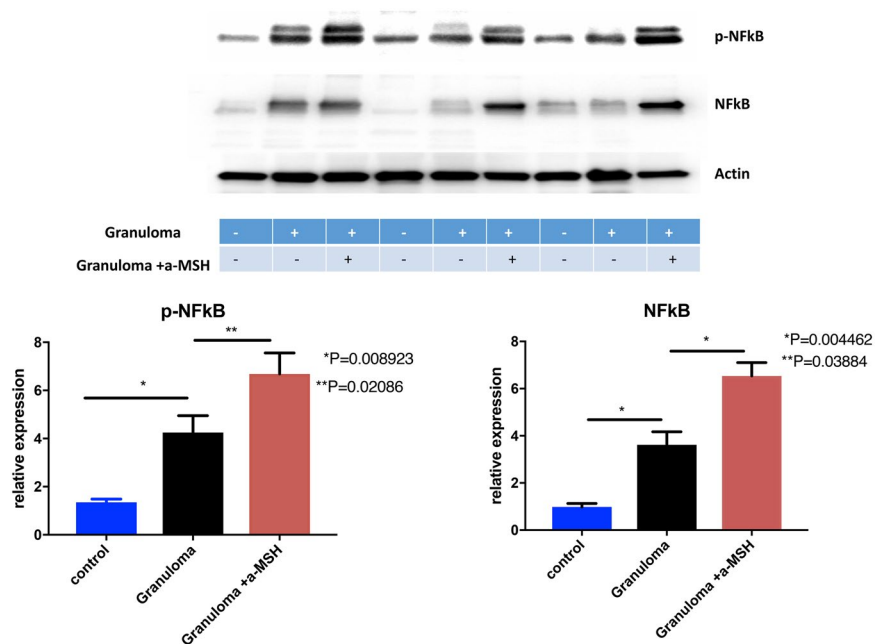 p-NFkB
NFkB
Actin
Granuloma - + + - + + - + +
Granuloma +a-MSH - - + - - + - - +
p-NFkB
relative expression
8
6
4
2
0
*
**
*P=0.008923
**P=0.02086
control
Granuloma
Granuloma +a-MSH
NFkB
relative expression
8
6
4
2
0
*
*
*P=0.004462
**P=0.03884
control
Granuloma
Granuloma +a-MSH